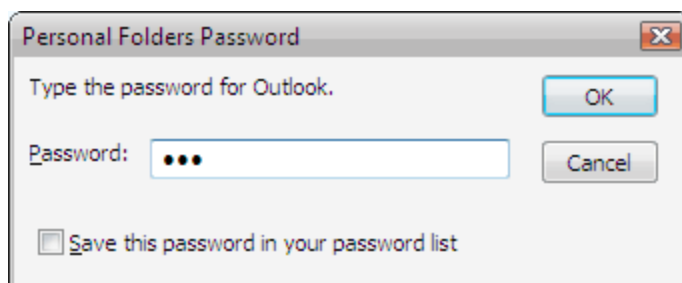 Personal Folders Password
Type the password for Outlook.
OK
Password: •••
Cancel
Save this password in your password list